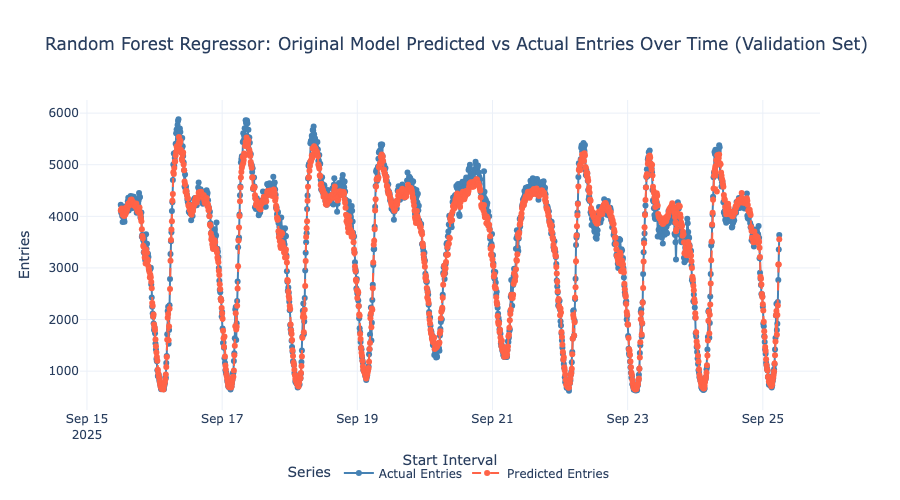 Random Forest Regressor: Original Model Predicted vs Actual Entries Over Time (Validation Set)
Entries
6000
5000
4000
3000
2000
1000
Sep 15
2025
Sep 17
Sep 19
Sep 21
Sep 23
Sep 25
Start Interval
Series
Actual Entries
Predicted Entries